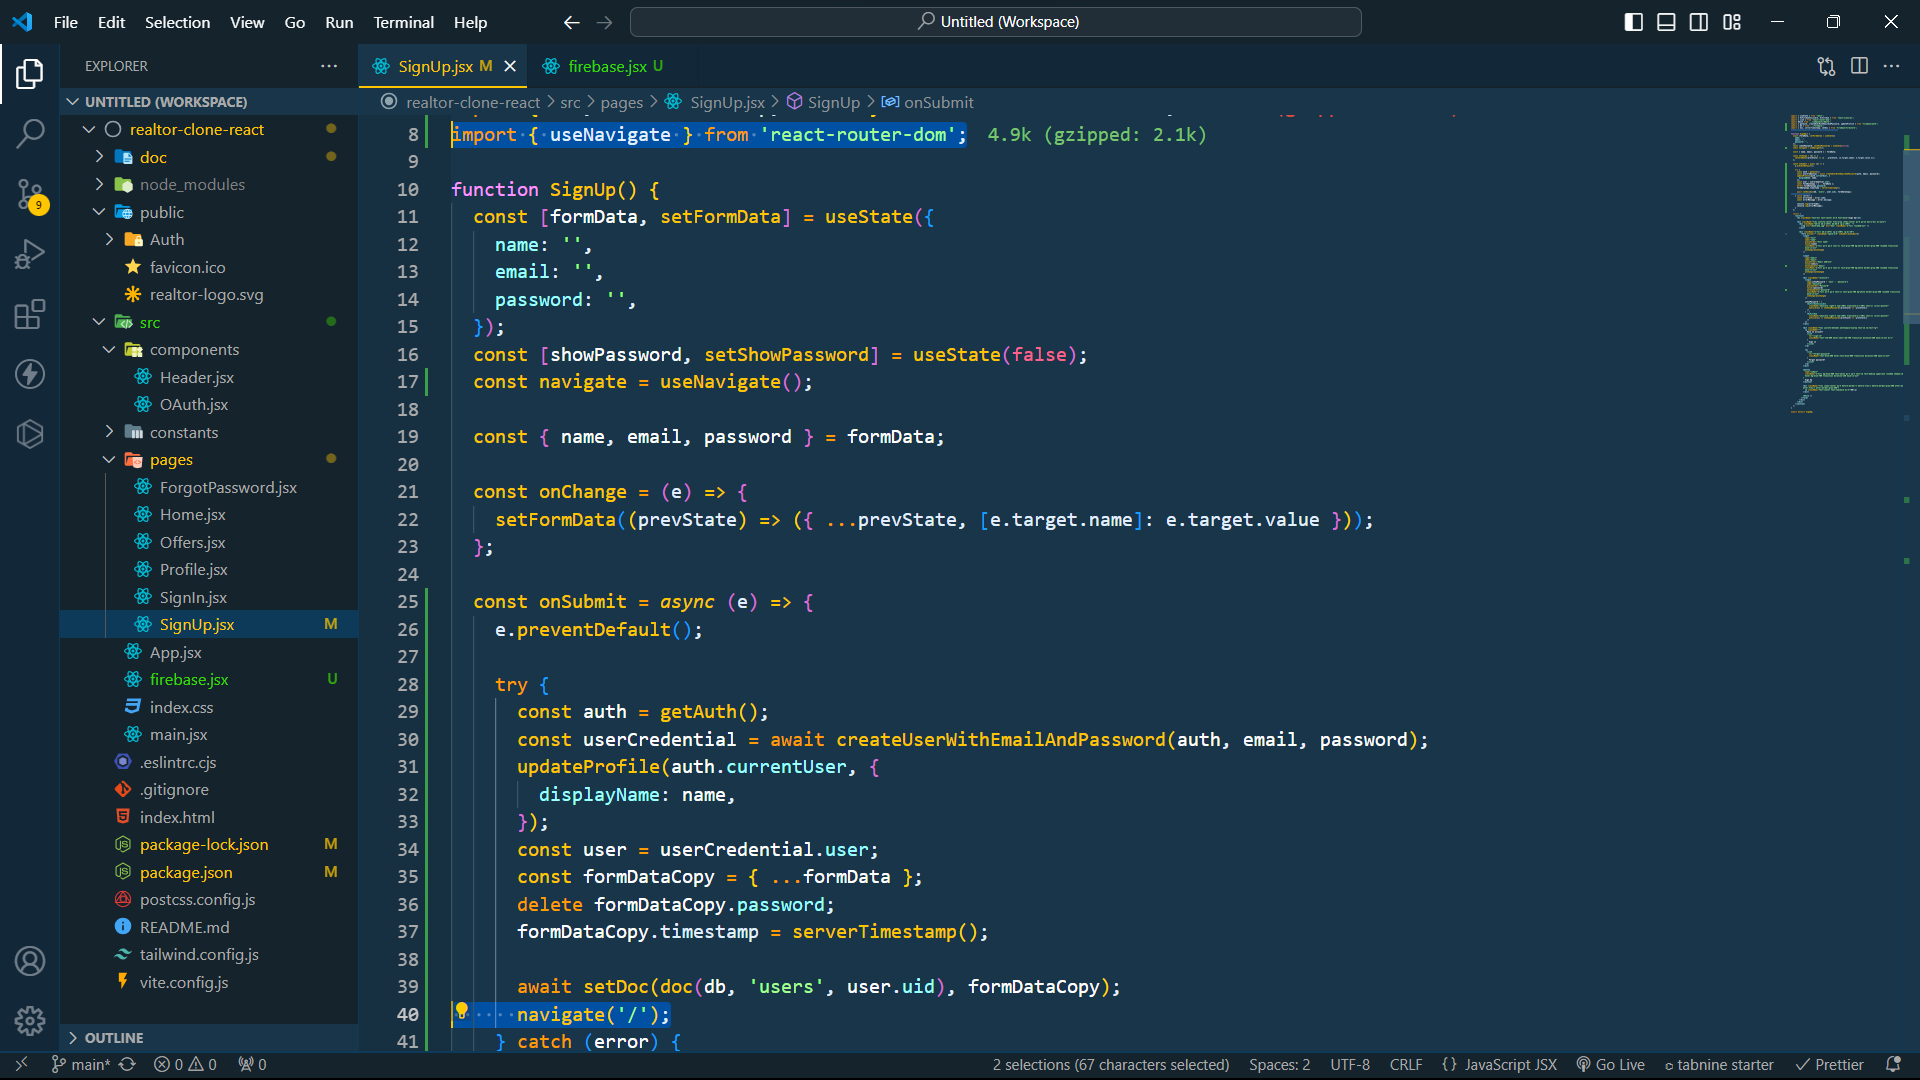 File Edit Selection View Go Run Terminal Help
Untitled (Workspace)
EXPLORER
UNTITLED (WORKSPACE)
realtor-clone-react
doc
node_modules
public
Auth
favicon.ico
realtor-logo.svg
src
components
Header.jsx
OAuth.jsx
constants
pages
ForgotPassword.jsx
Home.jsx
Offers.jsx
Profile.jsx
SignIn.jsx
SignUp.jsx M
App.jsx
firebase.jsx U
index.css
main.jsx
.eslintrc.cjs
.gitignore
index.html
package-lock.json M
package.json M
postcss.config.js
README.md
tailwind.config.js
vite.config.js
OUTLINE
9
SignUp.jsx M
firebase.jsx U
realtor-clone-react > src > pages > SignUp.jsx > SignUp > onSubmit
8 import { useNavigate } from 'react-router-dom'; 4.9k (gzipped: 2.1k)
9
10 function SignUp() {
11 const [formData, setFormData] = useState({
12 name: '',
13 email: '',
14 password: '',
15 });
16 const [showPassword, setShowPassword] = useState(false);
17 const navigate = useNavigate();
18
19 const { name, email, password } = formData;
20
21 const onChange = (e) => {
22 setFormData((prevState) => ({ ...prevState, [e.target.name]: e.target.value }));
23 };
24
25 const onSubmit = async (e) => {
26 e.preventDefault();
27
28 try {
29 const auth = getAuth();
30 const userCredential = await createUserWithEmailAndPassword(auth, email, password);
31 updateProfile(auth.currentUser, {
32 displayName: name,
33 });
34 const user = userCredential.user;
35 const formDataCopy = { ...formData };
36 delete formDataCopy.password;
37 formDataCopy.timestamp = serverTimestamp();
38
39 await setDoc(doc(db, 'users', user.uid), formDataCopy);
40 navigate('/');
41 } catch (error) {
main* 0 0 0
2 selections (67 characters selected) Spaces: 2 UTF-8 CRLF {} JavaScript JSX Go Live tabnine starter Prettier